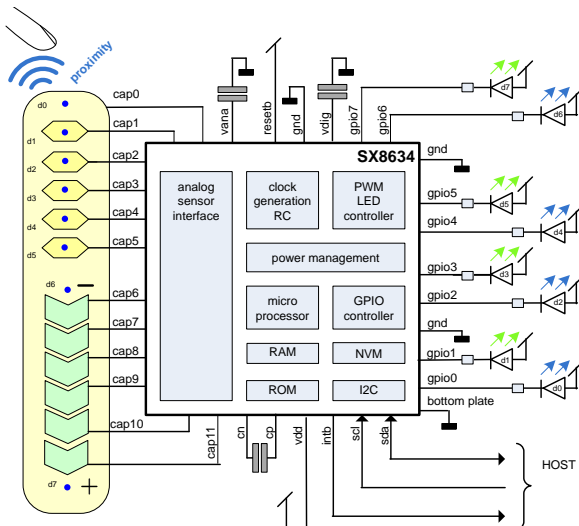 proximity
d0
cap0
d1
cap1
d2
cap2
d3
cap3
d4
cap4
d5
cap5
d6
−
cap6
cap7
cap8
cap9
cap10
cap11
d7
+
vana
resetb
gnd
vdig
gpio7
gpio6
SX8634
analog
sensor
interface
clock
generation
RC
PWM
LED
controller
power management
micro
processor
GPIO
controller
RAM
NVM
ROM
I2C
d7
d6
gnd
gpio5
d5
gpio4
d4
gpio3
d3
gpio2
d2
gnd
gpio1
d1
gpio0
d0
bottom plate
cn
cp
vdd
intb
scl
sda
HOST